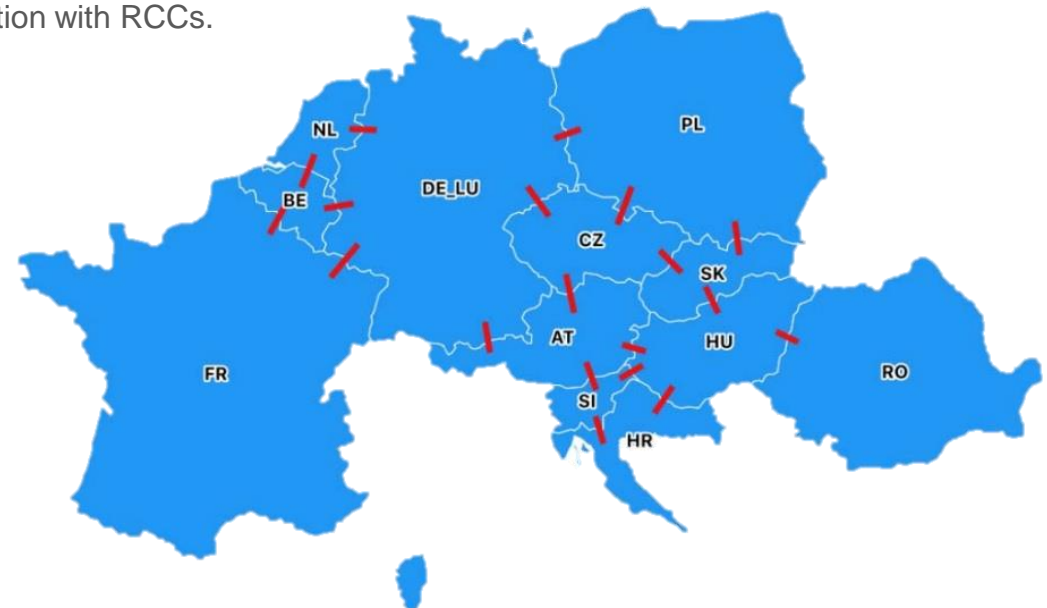 tion with RCCs.
NL
PL
DE_LU
BE
CZ
SK
AT
HU
FR
RO
SI
HR